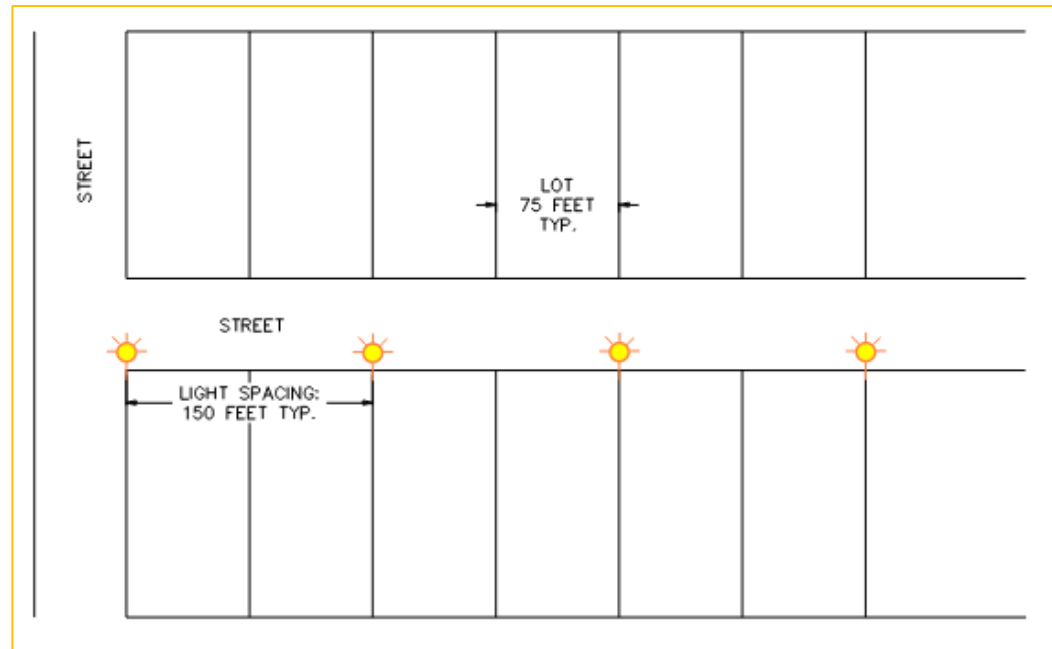 STREET
LOT
75 FEET
TYP.
STREET
LIGHT SPACING:
150 FEET TYP.